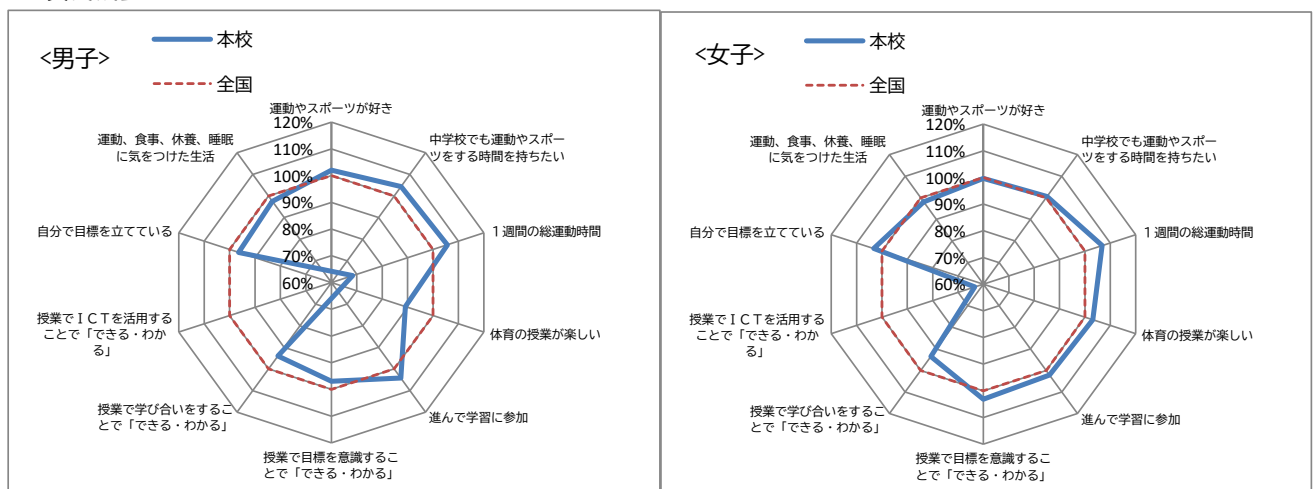 <男子>
本校
全国
運動やスポーツが好き
中学校でも運動やスポー
ツをする時間を持ちたい
１週間の総運動時間
体育の授業が楽しい
進んで学習に参加
授業で目標を意識するこ
とで「できる・わかる」
授業で学び合いをするこ
とで「できる・わかる」
授業でＩＣＴを活用する
ことで「できる・わか
る」
自分で目標を立てている
運動、食事、休養、睡眠
に気をつけた生活
120%
110%
100%
90%
80%
70%
60%
<女子>
本校
全国
運動やスポーツが好き
中学校でも運動やスポー
ツをする時間を持ちたい
１週間の総運動時間
体育の授業が楽しい
進んで学習に参加
授業で目標を意識するこ
とで「できる・わかる」
授業で学び合いをするこ
とで「できる・わかる」
授業でＩＣＴを活用する
ことで「できる・わか
る」
自分で目標を立てている
運動、食事、休養、睡眠
に気をつけた生活
120%
110%
100%
90%
80%
70%
60%